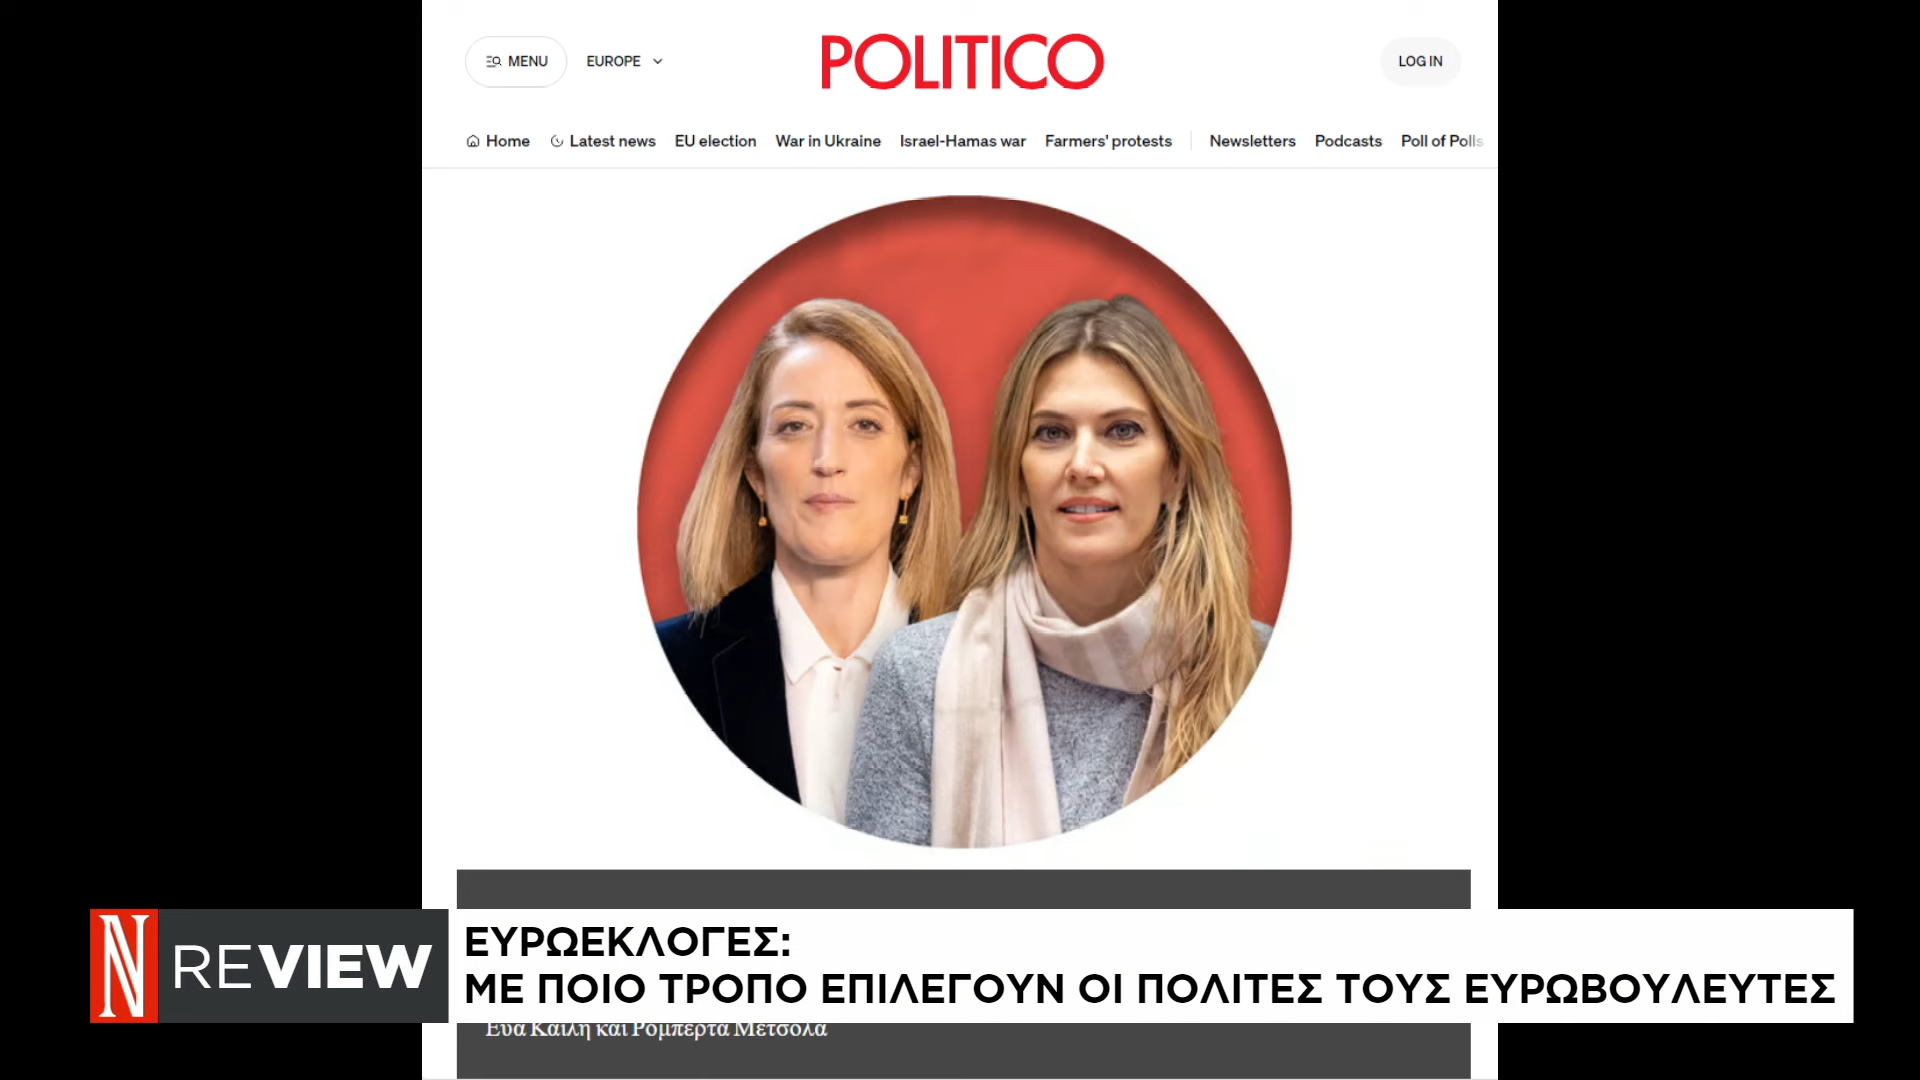 POLITICO
MENU EUROPE LOG IN
Home Latest news EU election War in Ukraine Israel-Hamas war Farmers' protests Newsletters Podcasts Poll of Polls
N REVIEW
ΕΥΡΩΕΚΛΟΓΕΣ:
ΜΕ ΠΟΙΟ ΤΡΟΠΟ ΕΠΙΛΕΓΟΥΝ ΟΙ ΠΟΛΙΤΕΣ ΤΟΥΣ ΕΥΡΩΒΟΥΛΕΥΤΕΣ
Εύα Καϊλή και Ρομπέρτα Μέτσολα